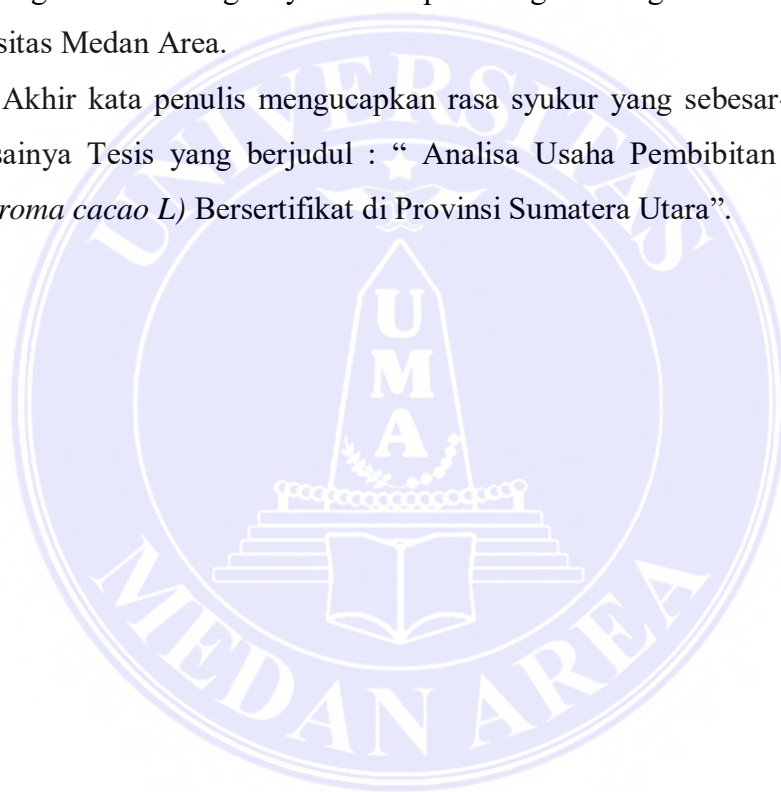 sitas Medan Area.
Akhir kata penulis mengucapkan rasa syukur yang sebesar-
sainya Tesis yang berjudul : “ Analisa Usaha Pembibitan
roma cacao L) Bersertifikat di Provinsi Sumatera Utara”.
UNIVERSITAS
UMA
MEDAN AREA